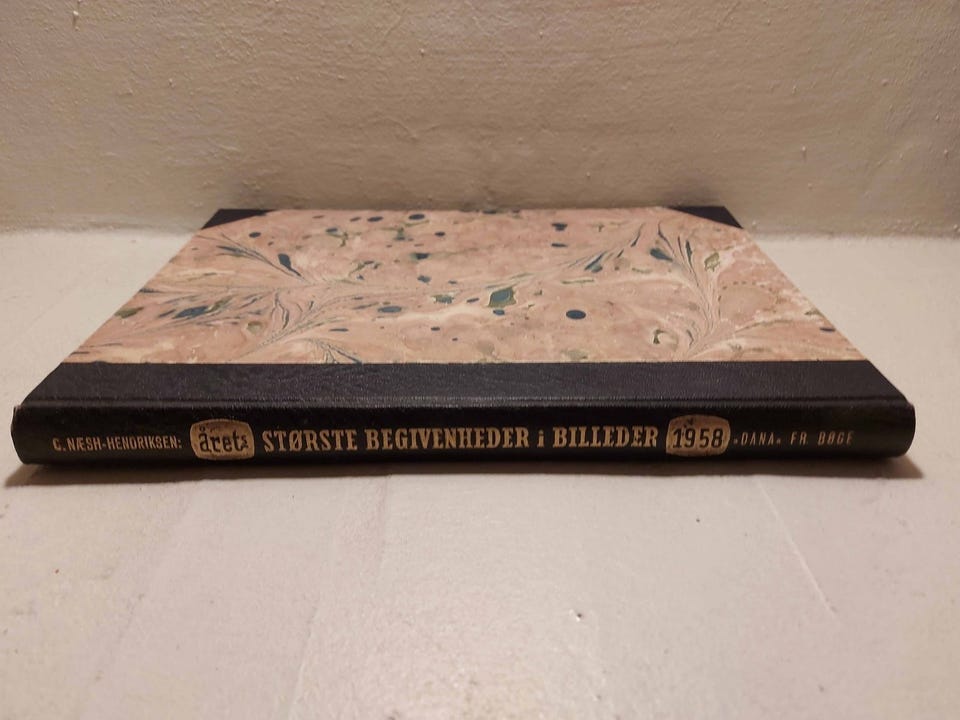 C. NÆSH-HENDRIKSEN: årets STØRSTE BEGIVENHEDER i BILLEDER 1958 »DANA« FR. BØGE